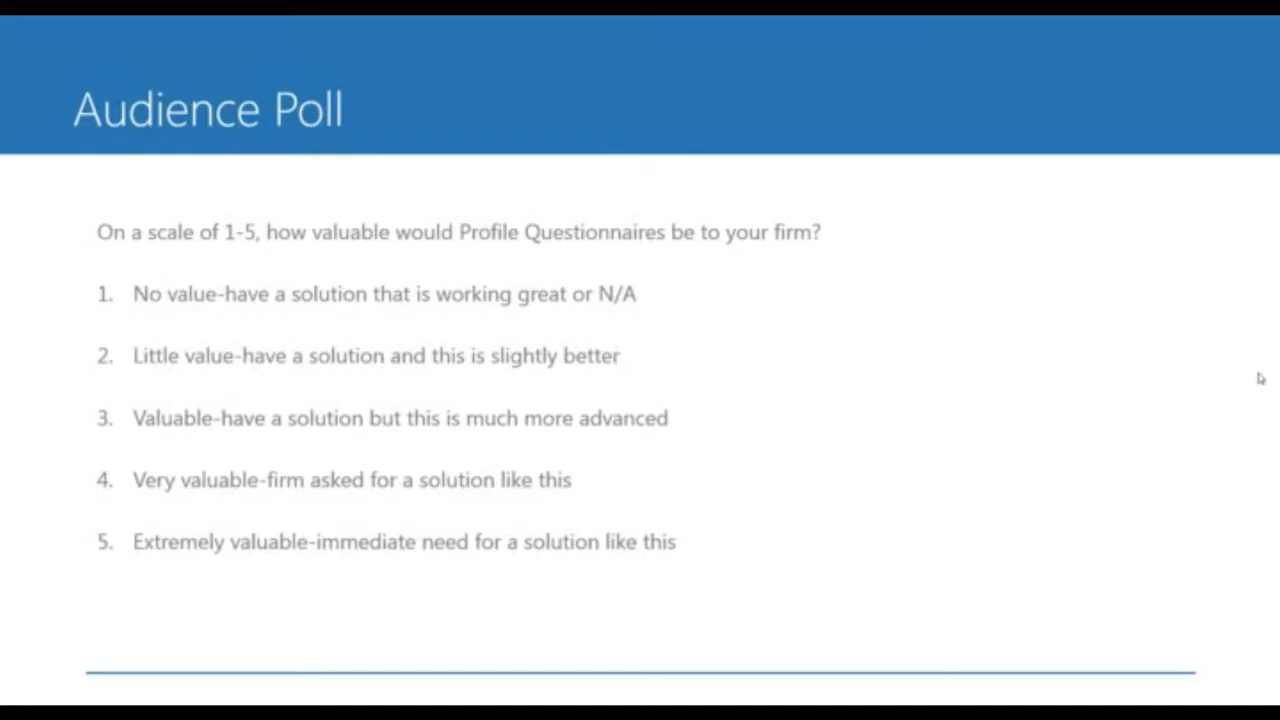 Audience Poll
On a scale of 1-5, how valuable would Profile Questionnaires be to your firm?
1. No value-have a solution that is working great or N/A
2. Little value-have a solution and this is slightly better
3. Valuable-have a solution but this is much more advanced
4. Very valuable-firm asked for a solution like this
5. Extremely valuable-immediate need for a solution like this